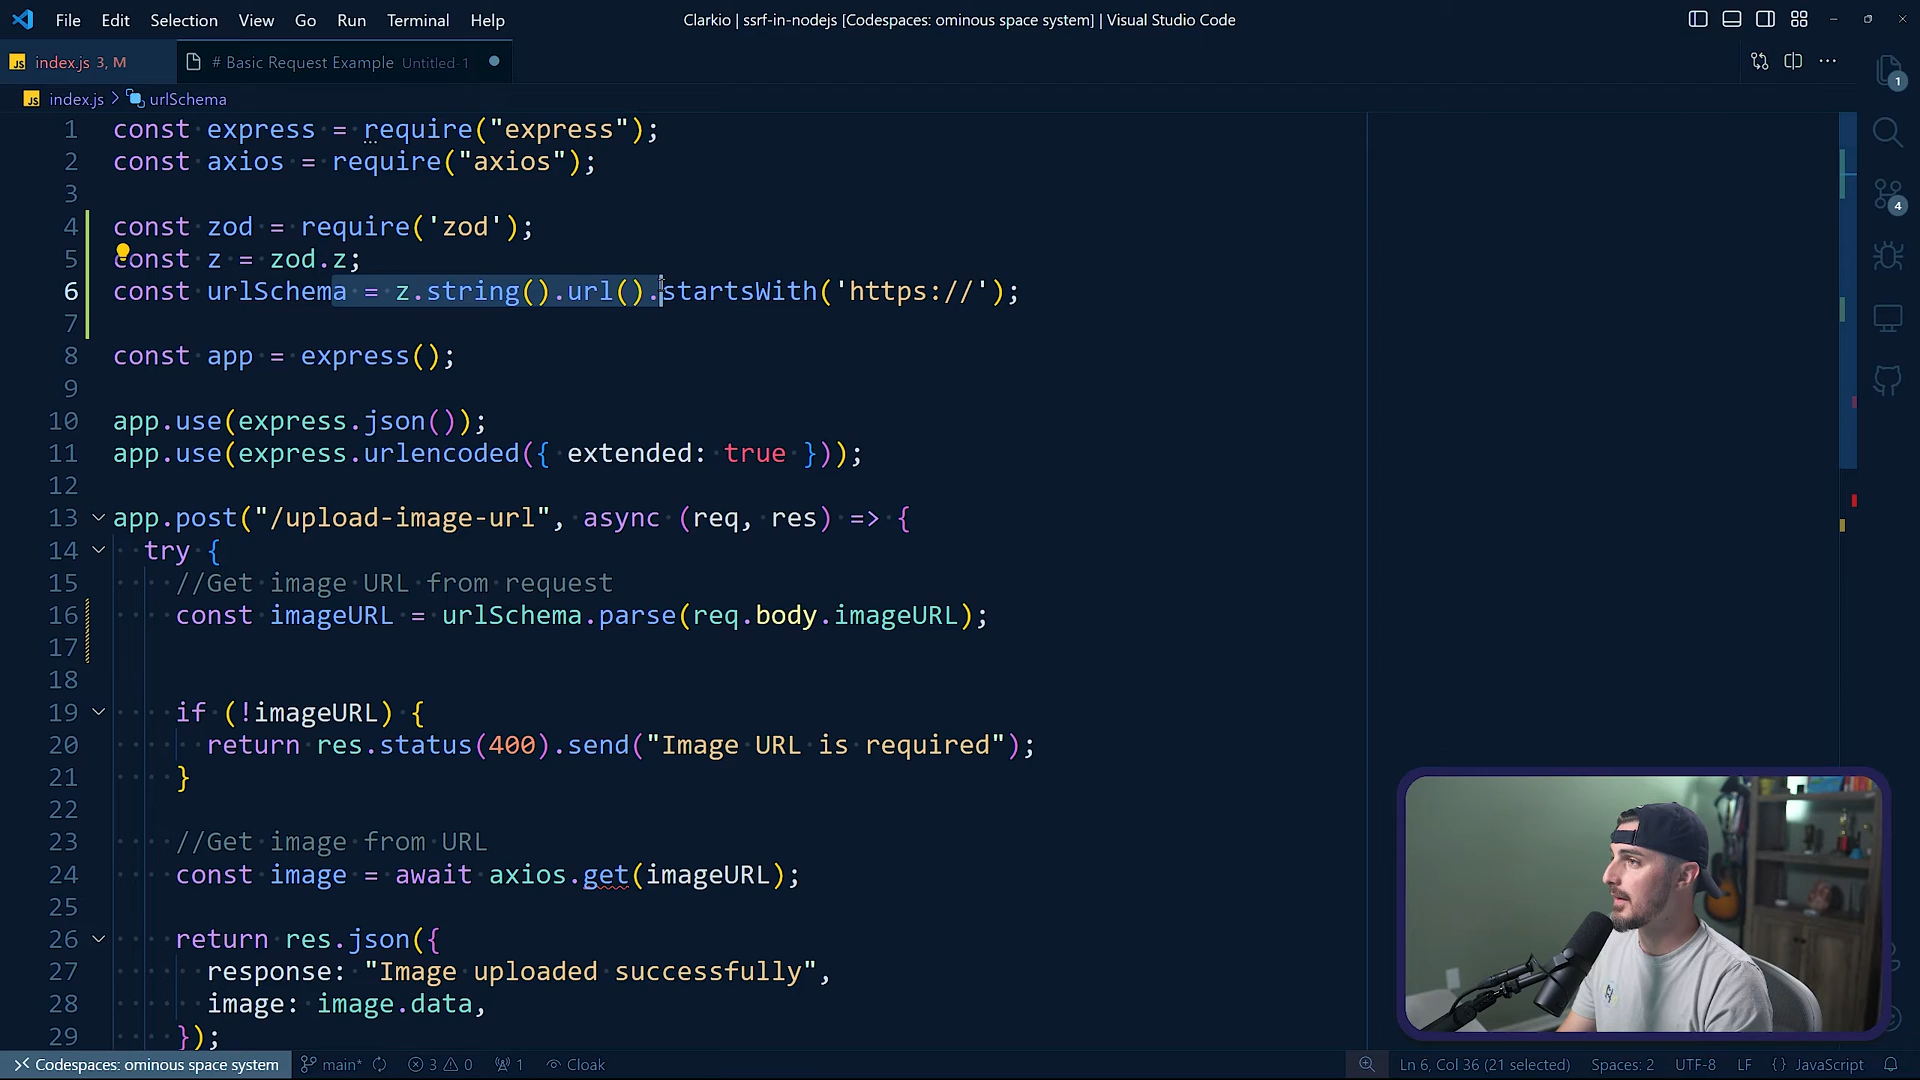 File Edit Selection View Go Run Terminal Help
Clarkio | ssrf-in-nodejs [Codespaces: ominous space system] | Visual Studio Code
JS index.js 3, M
# Basic Request Example Untitled-1
JS index.js > urlSchema
1 const express = require("express");
2 const axios = require("axios");
3
4 const zod = require('zod');
5 const z = zod.z;
6 const urlSchema = z.string().url().startsWith('https://');
7
8 const app = express();
9
10 app.use(express.json());
11 app.use(express.urlencoded({ extended: true }));
12
13 app.post("/upload-image-url", async (req, res) => {
14 try {
15 //Get image URL from request
16 const imageURL = urlSchema.parse(req.body.imageURL);
17
18
19 if (!imageURL) {
20 return res.status(400).send("Image URL is required");
21 }
22
23 //Get image from URL
24 const image = await axios.get(imageURL);
25
26 return res.json({
27 response: "Image uploaded successfully",
28 image: image.data,
29 });
1
4
Codespaces: ominous space system main* 3 0 1 Cloak
Ln 6, Col 36 (21 selected) Spaces: 2 UTF-8 LF {} JavaScript